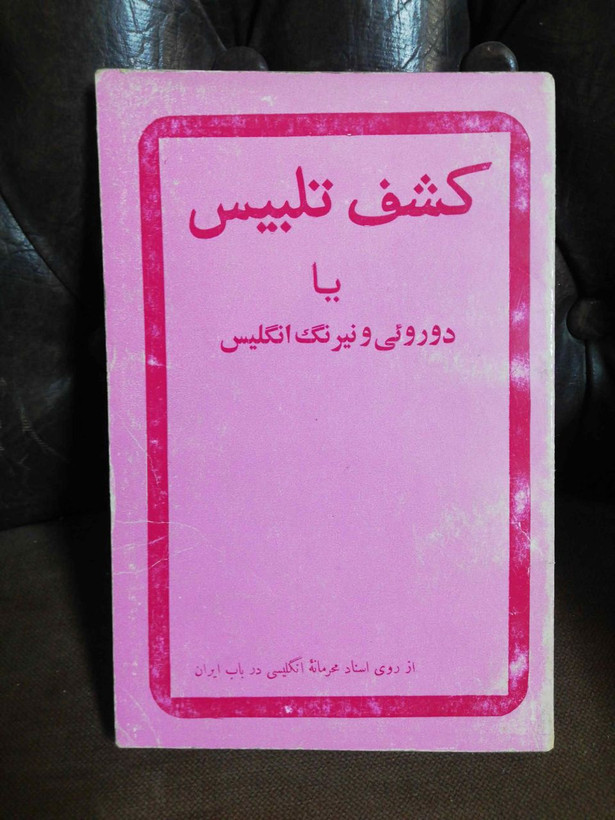 کشف تلبیس
یا
دوروئی و نیرنگ انگلیس
از روی اسناد محرمانهٔ انگلیسی در باب ایران